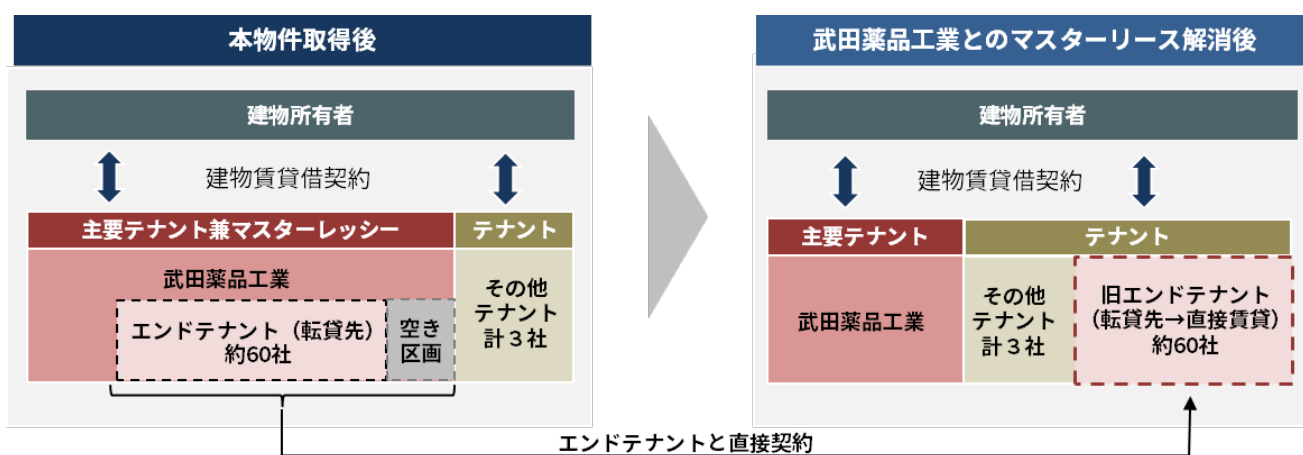 本物件取得後
建物所有者
建物賃貸借契約
主要テナント兼マスターレッシー
テナント
武田薬品工業
エンドテナント（転貸先）
約60社
空き
区画
その他
テナント
計３社
武田薬品工業とのマスターリース解消後
建物所有者
建物賃貸借契約
主要テナント
テナント
武田薬品工業
その他
テナント
計３社
旧エンドテナント
（転貸先→直接賃貸）
約60社
エンドテナントと直接契約